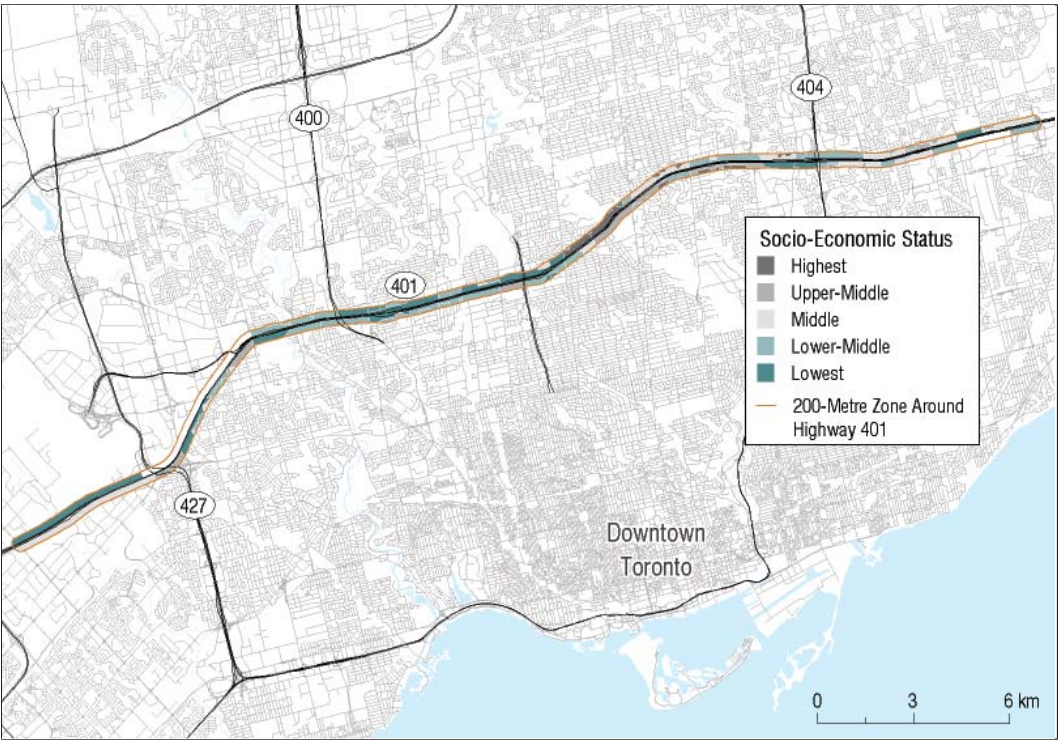 404
400
Socio-Economic Status
Highest
Upper-Middle
Middle
Lower-Middle
Lowest
200-Metre Zone Around
Highway 401
401
427
Downtown
Toronto
0 3 6 km